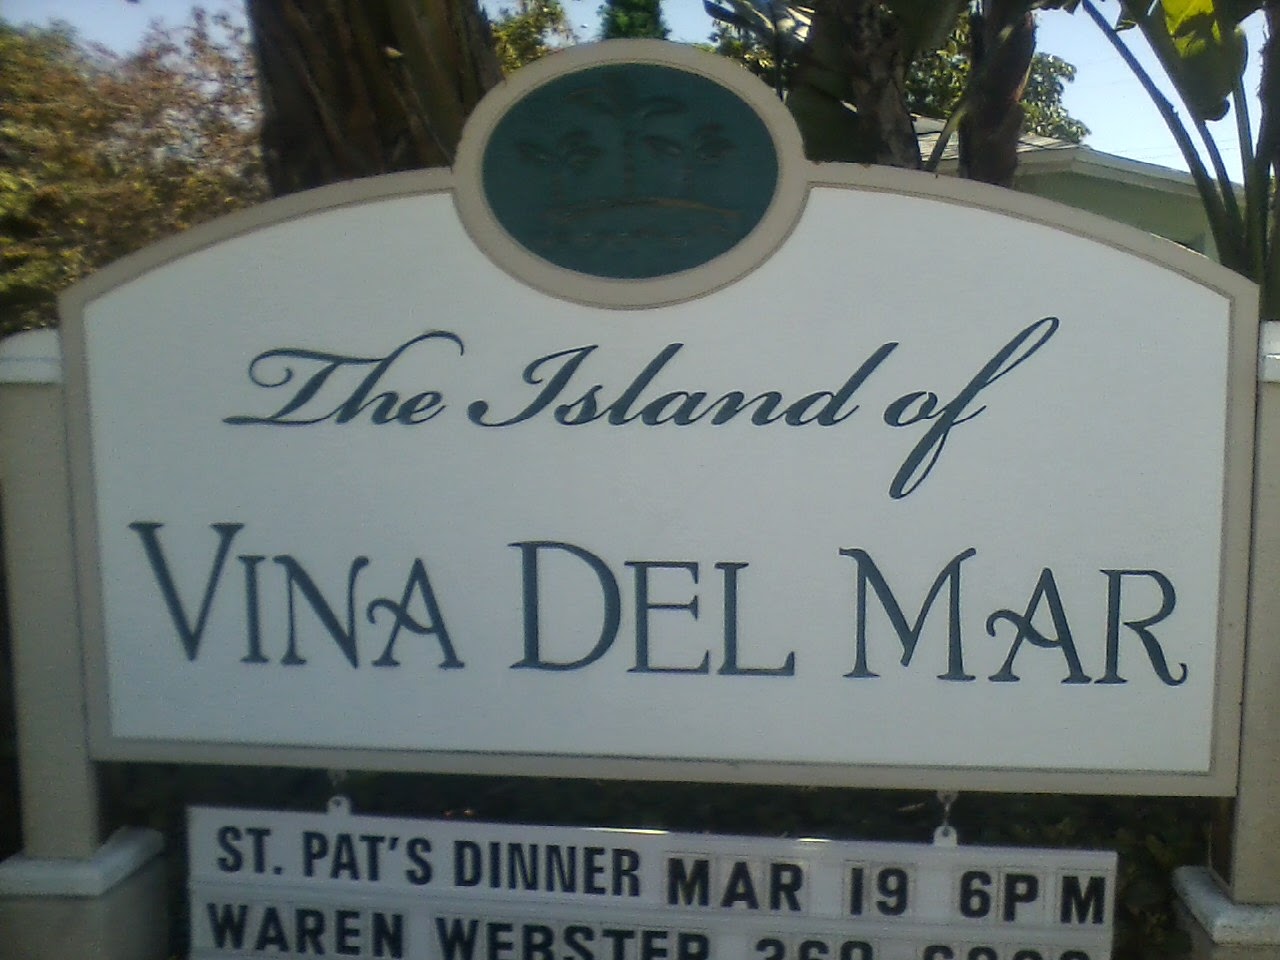 The Island of
VINA DEL MAR
ST. PAT'S DINNER MAR 19 6PM
WAREN WEBSTER